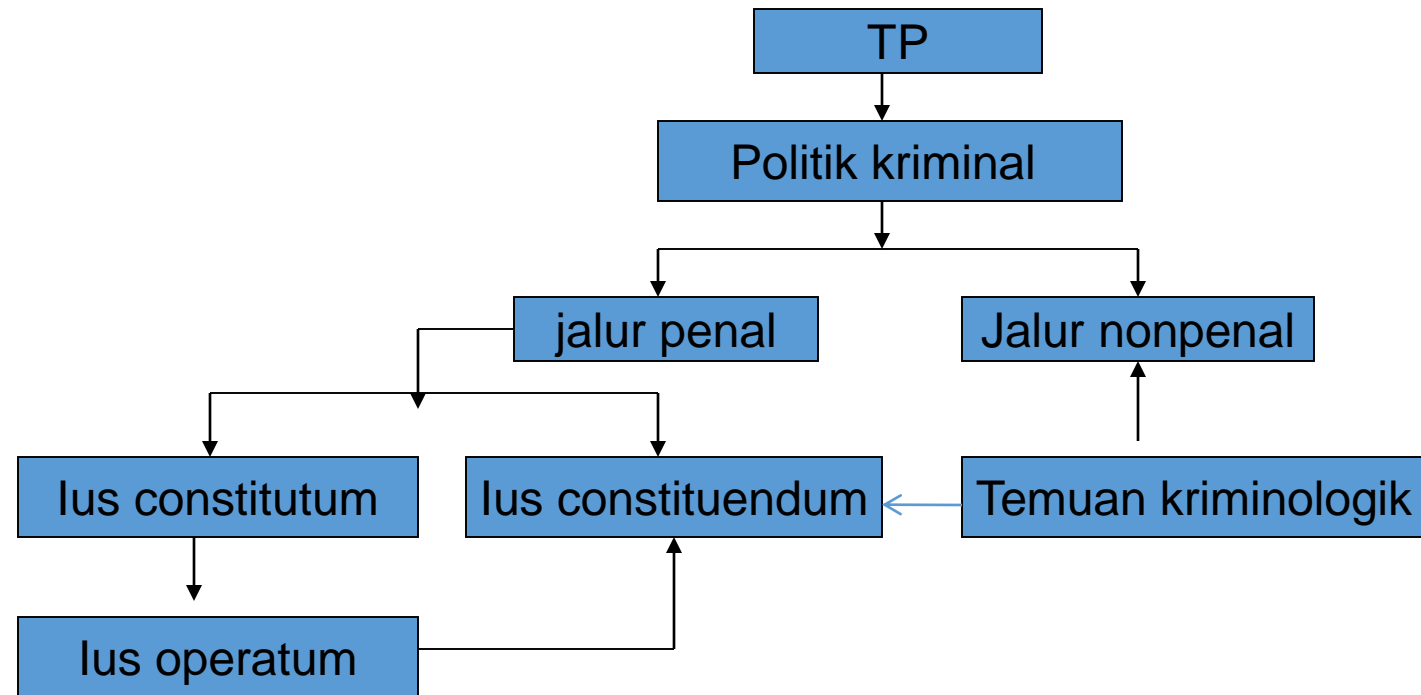 TP
Politik kriminal
jalur penal
Jalur nonpenal
Ius constitutum
Ius constituendum
Temuan kriminologik
Ius operatum